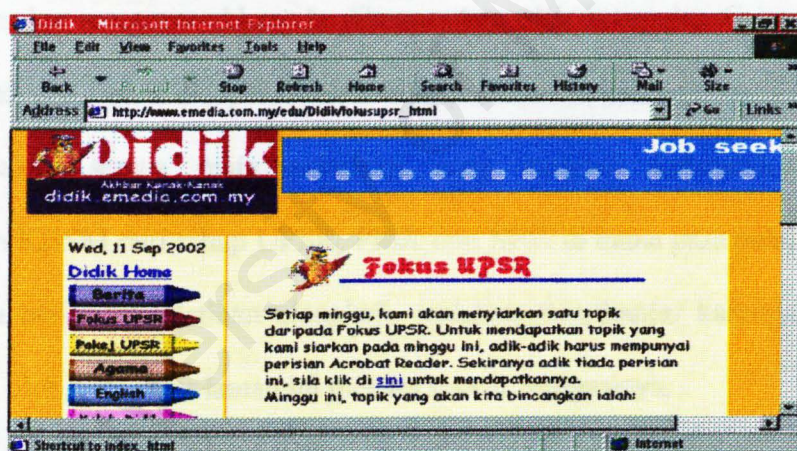 Didik - Microsoft Internet Explorer
File Edit View Favorites Tools Help
Back Forward Stop Refresh Home Search Favorites History Mail Size
Address http://www.emedia.com.my/edu/Didik/fokusupsr_html Go Links
Didik
Akhbar Kanak-Kanak
didik.emedia.com.my
Job seek
Wed, 11 Sep 2002
Didik Home
Berita
Fokus UPSR
Pakej UPSR
Agama
English
Fokus UPSR
Setiap minggu, kami akan menyiarkan satu topik
daripada Fokus UPSR. Untuk mendapatkan topik yang
kami siarkan pada minggu ini, adik-adik harus mempunyai
perisian Acrobat Reader. Sekiranya adik tiada perisian
ini, sila klik di sini untuk mendapatkannya.
Minggu ini, topik yang akan kita bincangkan ialah:
Shortcut to index_html
Internet